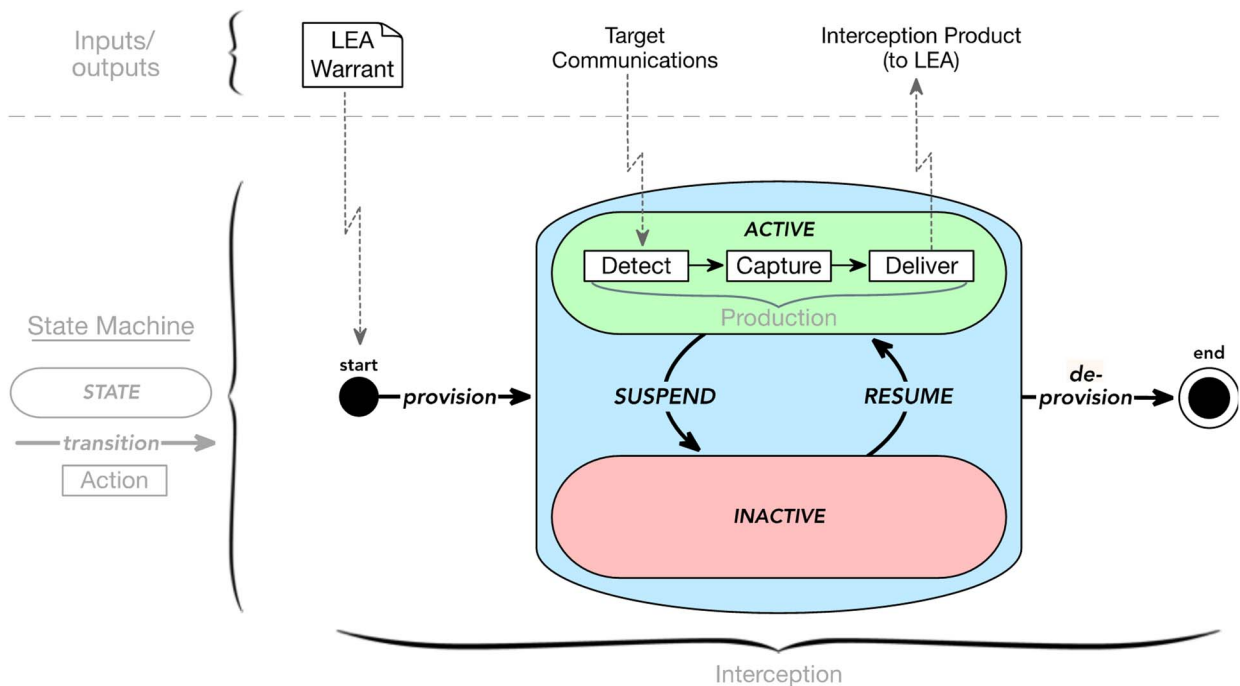 Inputs/
outputs
LEA
Warrant
Target
Communications
Interception Product
(to LEA)
ACTIVE
Detect
Capture
Deliver
Production
State Machine
STATE
transition
Action
start
provision
SUSPEND
RESUME
de-
provision
end
INACTIVE
Interception